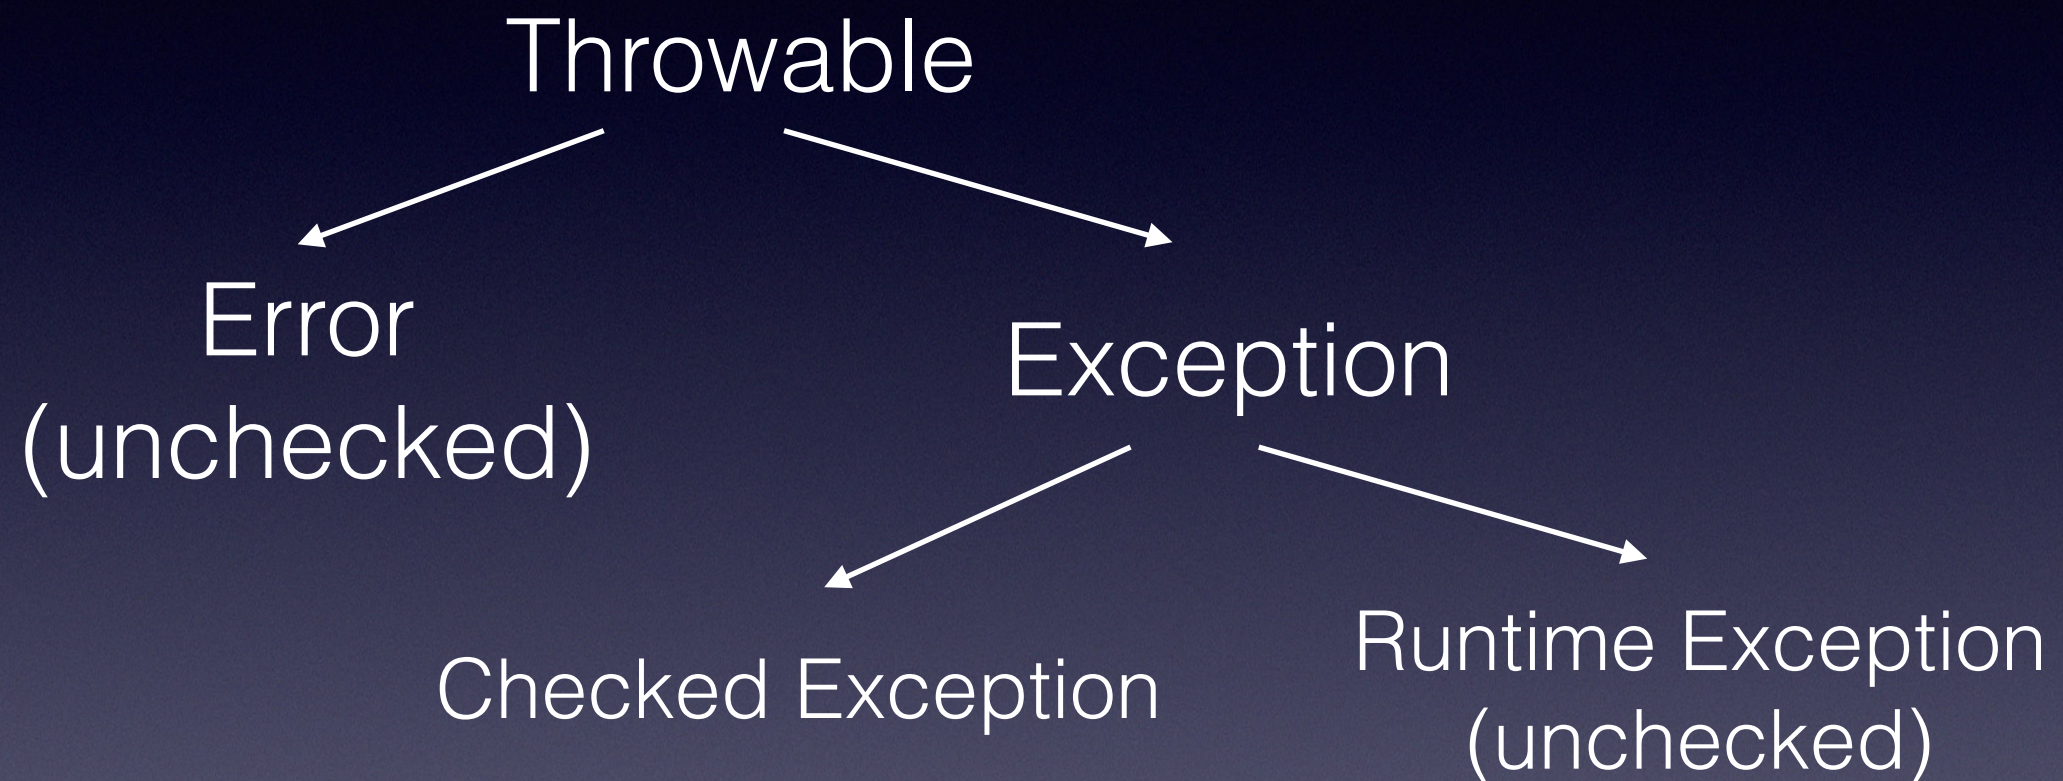 Throwable
Error
(unchecked)
Exception
Checked Exception
Runtime Exception
(unchecked)